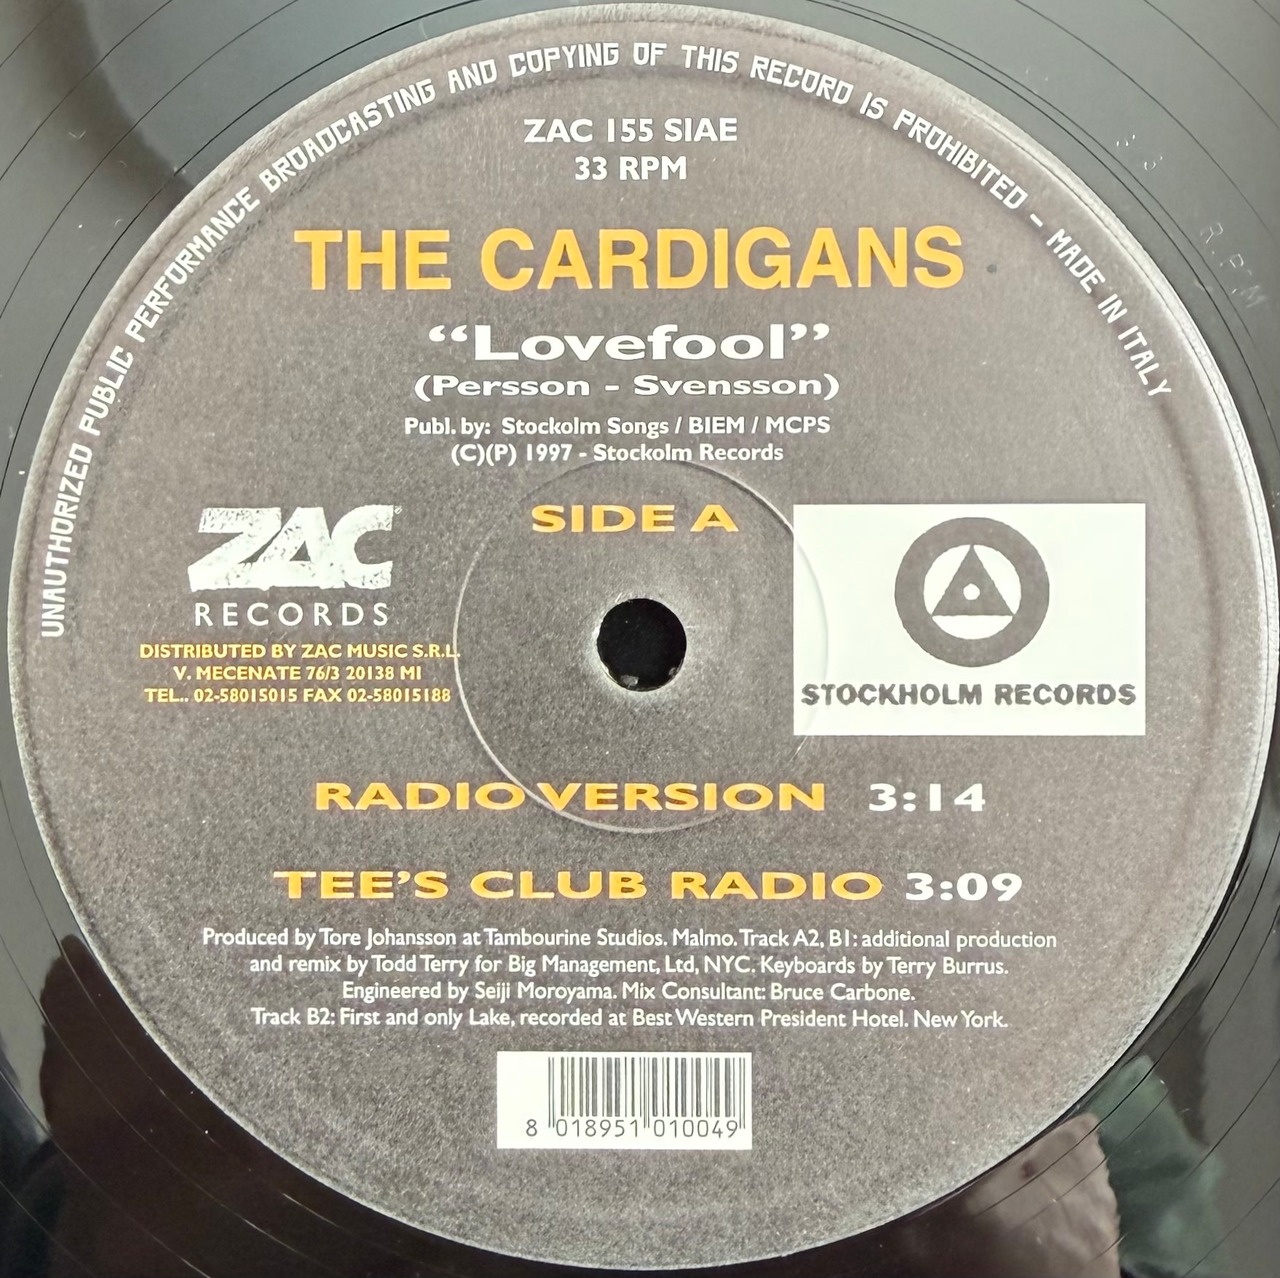 UNAUTHORIZED PUBLIC PERFORMANCE BROADCASTING AND COPYING OF THIS RECORD IS PROHIBITED - MADE IN ITALY
ZAC 155 SIAE
33 RPM
THE CARDIGANS
“Lovefool”
(Persson - Svensson)
Publ. by: Stockolm Songs / BIEM / MCPS
(C)(P) 1997 - Stockolm Records
SIDE A
ZAC
RECORDS
DISTRIBUTED BY ZAC MUSIC S.R.L.
V. MECENATE 76/3 20138 MI
TEL.. 02-58015015 FAX 02-58015188
STOCKHOLM RECORDS
RADIO VERSION 3:14
TEE’S CLUB RADIO 3:09
Produced by Tore Johansson at Tambourine Studios. Malmo. Track A2, B1: additional production
and remix by Todd Terry for Big Management, Ltd, NYC. Keyboards by Terry Burrus.
Engineered by Seiji Moroyama. Mix Consultant: Bruce Carbone.
Track B2: First and only Lake, recorded at Best Western President Hotel. New York.
8 018951 010049
33 R.P.M